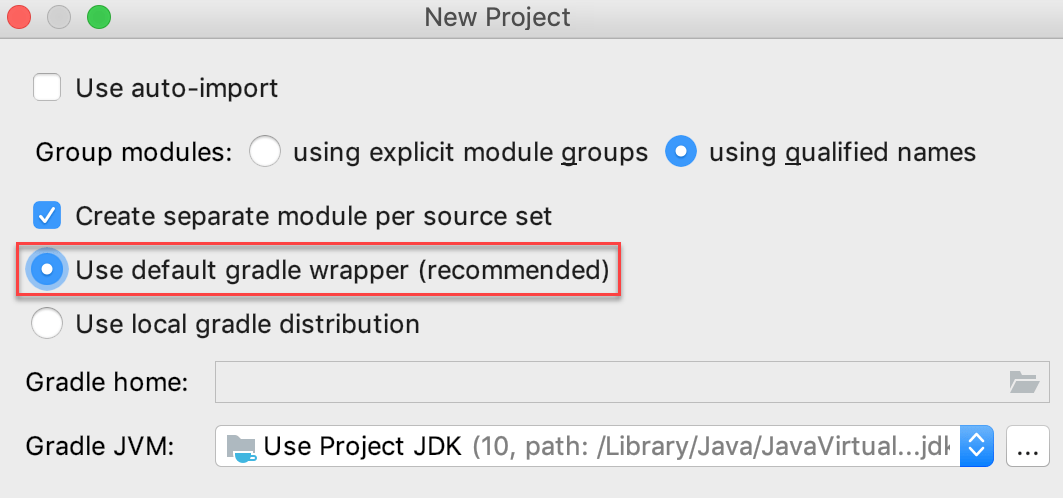 New Project
Use auto-import
Group modules: using explicit module groups using qualified names
Create separate module per source set
Use default gradle wrapper (recommended)
Use local gradle distribution
Gradle home:
Gradle JVM: Use Project JDK (10, path: /Library/Java/JavaVirtual...jdk ...